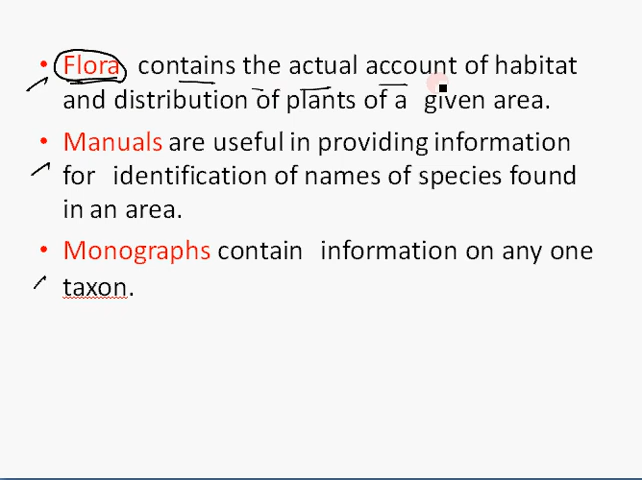 • Flora contains the actual account of habitat
and distribution of plants of a given area.
• Manuals are useful in providing information
for identification of names of species found
in an area.
• Monographs contain information on any one
taxon.